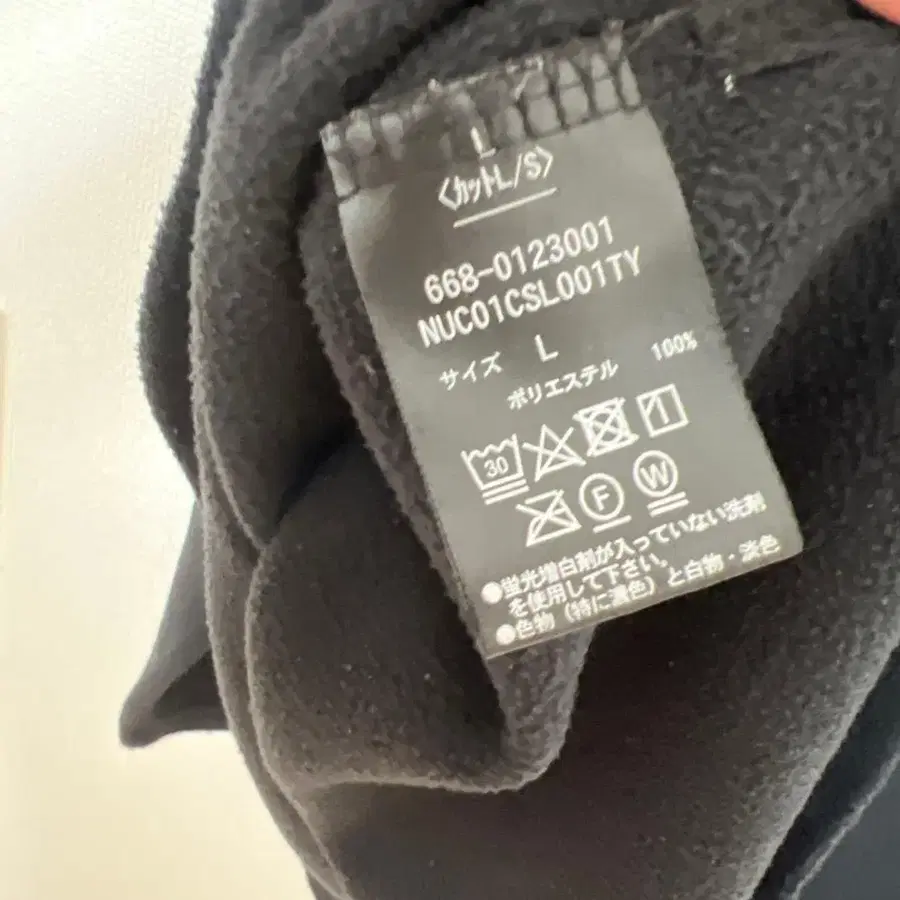 L
〈カットL/S〉
668-0123001
NUC01CSL001TY
サイズ L
ポリエステル 100%
30
F W
●蛍光増白剤が入っていない洗剤
を使用して下さい。
●色物（特に濃色）と白物・淡色